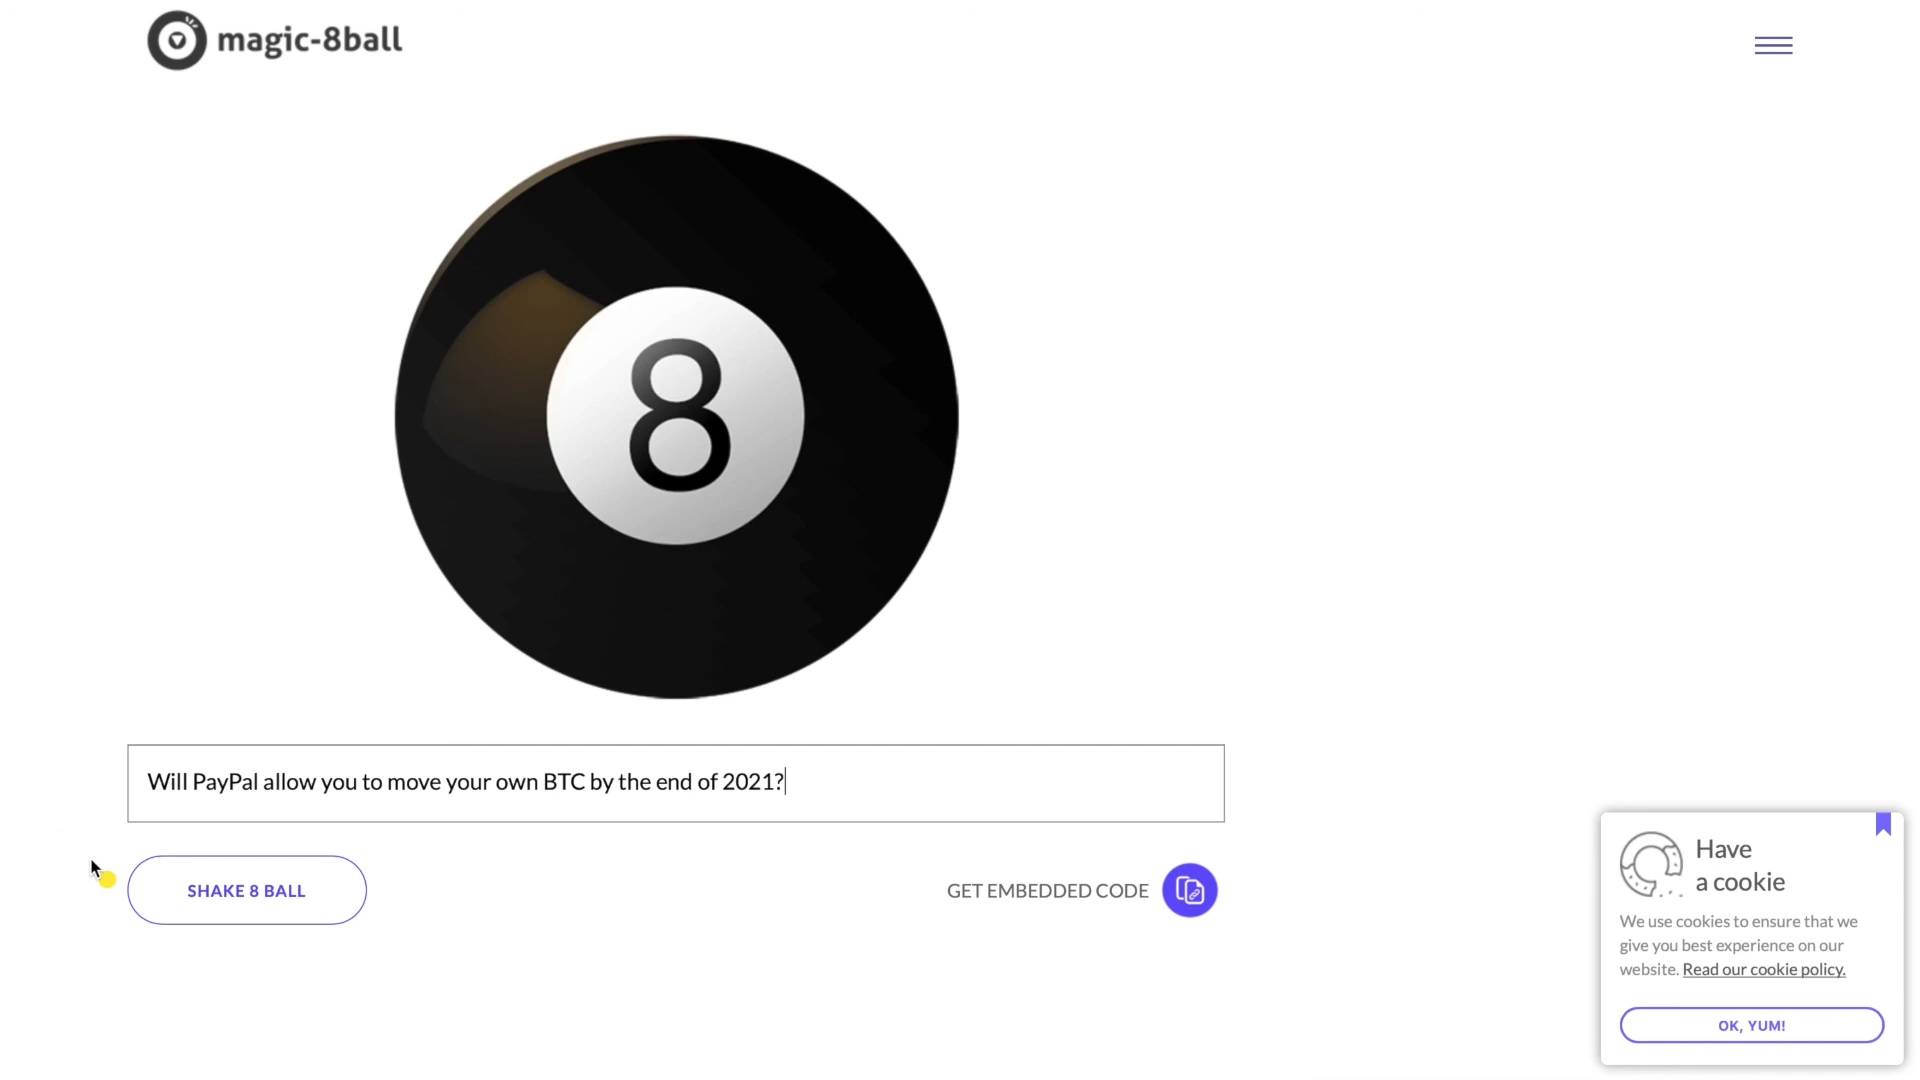 magic-8ball
8
Will PayPal allow you to move your own BTC by the end of 2021?
SHAKE 8 BALL
GET EMBEDDED CODE
Have
a cookie
We use cookies to ensure that we
give you best experience on our
website. Read our cookie policy.
OK, YUM!